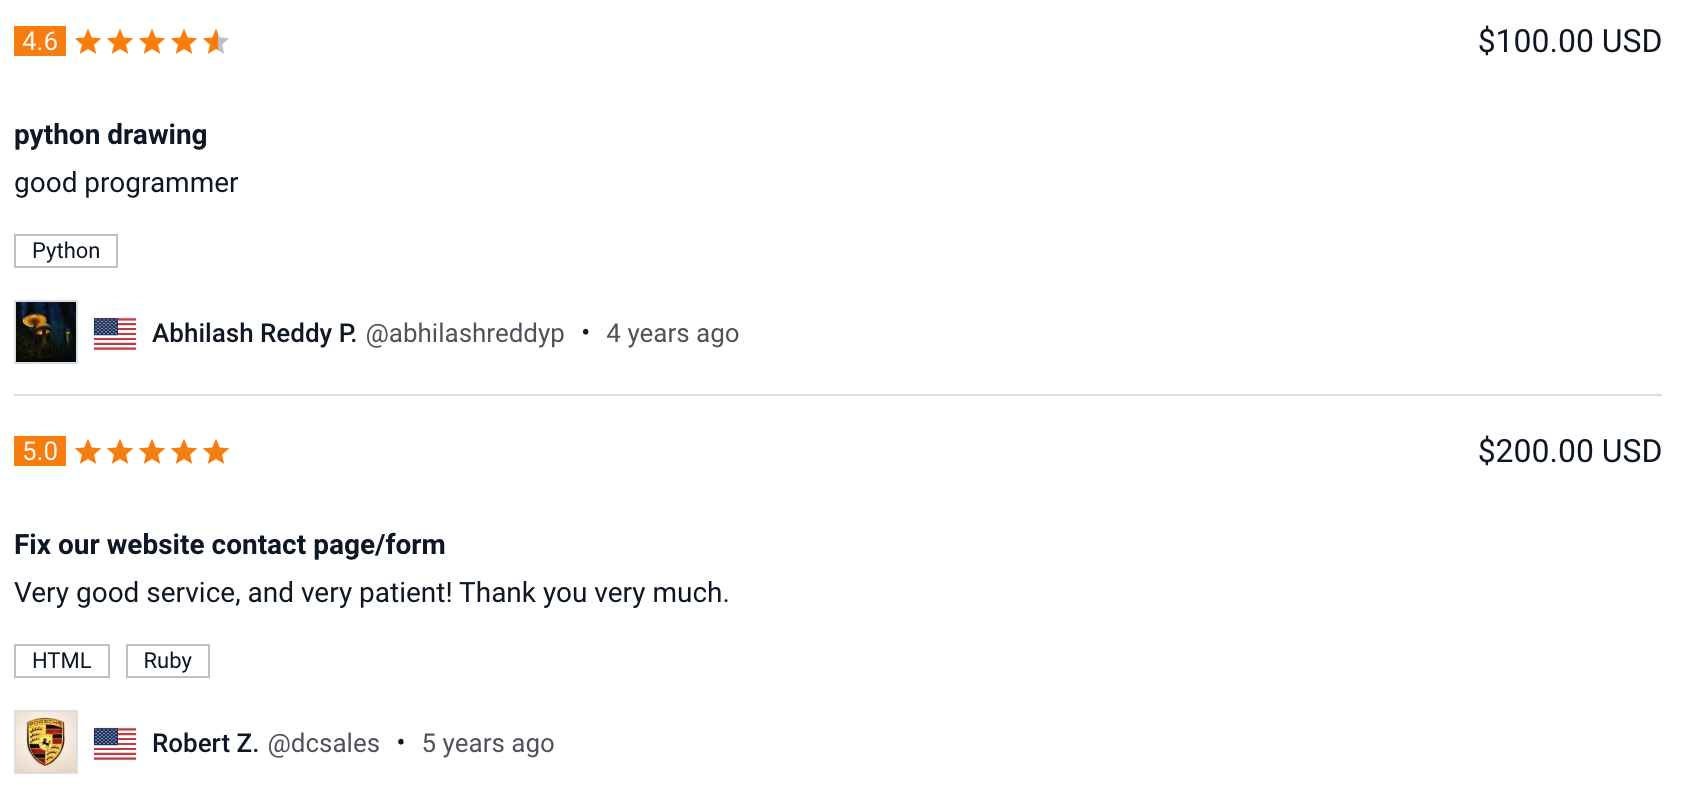 4.6 $100.00 USD
python drawing
good programmer
Python
Abhilash Reddy P. @abhilashreddyp • 4 years ago
5.0 $200.00 USD
Fix our website contact page/form
Very good service, and very patient! Thank you very much.
HTML Ruby
PORSCHE
Robert Z. @dcsales • 5 years ago